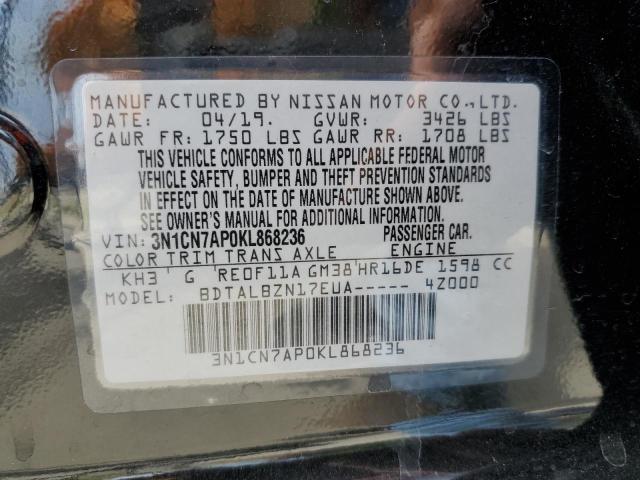 MANUFACTURED BY NISSAN MOTOR CO.,LTD.
DATE: 04/19. GVWR: 3426 LBS
GAWR FR: 1750 LBS GAWR RR: 1708 LBS
THIS VEHICLE CONFORMS TO ALL APPLICABLE FEDERAL MOTOR
VEHICLE SAFETY, BUMPER AND THEFT PREVENTION STANDARDS
IN EFFECT ON THE DATE OF MANUFACTURE SHOWN ABOVE.
SEE OWNER'S MANUAL FOR ADDITIONAL INFORMATION
VIN: 3N1CN7AP0KL868236 PASSENGER CAR.
COLOR TRIM TRANS AXLE ENGINE
KH3 G RE0F11A GM38 HR16DE 1598 CC
MODEL: BDTALBZN17EUA----- 4Z000
3N1CN7AP0KL868236